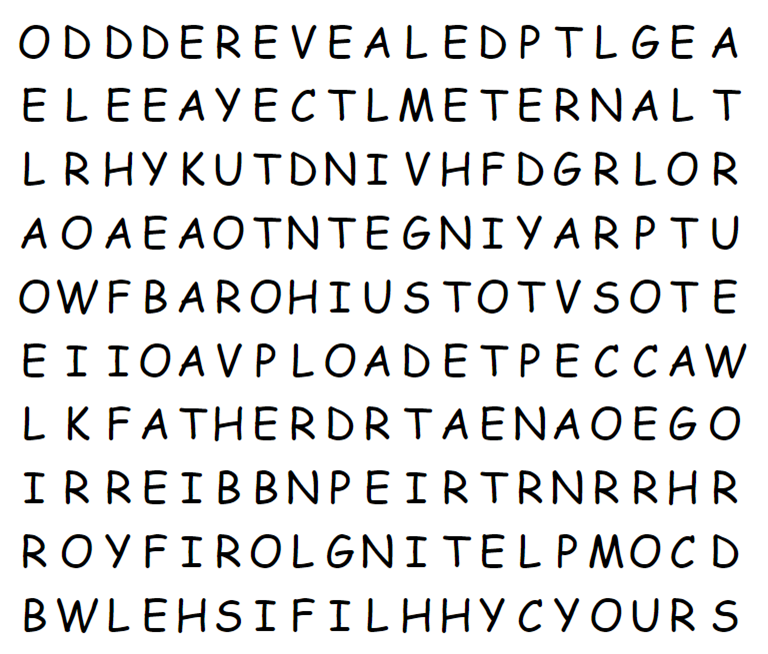 O D D D E R E V E A L E D P T L G E A
E L E E A Y E C T L M E T E R N A L T
L R H Y K U T D N I V H F D G R L O R
A O A E A O T N T E G N I Y A R P T U
O W F B A R O H I U S T O T V S O T E
E I I O A V P L O A D E T P E C C A W
L K F A T H E R D R T A E N A O E G O
I R R E I B B N P E I R T R N R R H R
R O Y F I R O L G N I T E L P M O C D
B W L E H S I F I L H H Y C Y O U R S